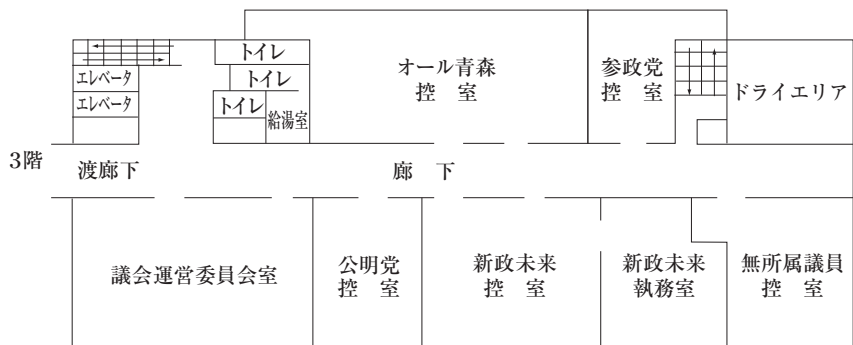 トイレ
オール青森
控　室
参政党
控　室
エレベータ
トイレ
ドライエリア
エレベータ
トイレ
給湯室
3階
渡廊下
廊　下
議会運営委員会室
公明党
控　室
新政未来
控　室
新政未来
執務室
無所属議員
控　室